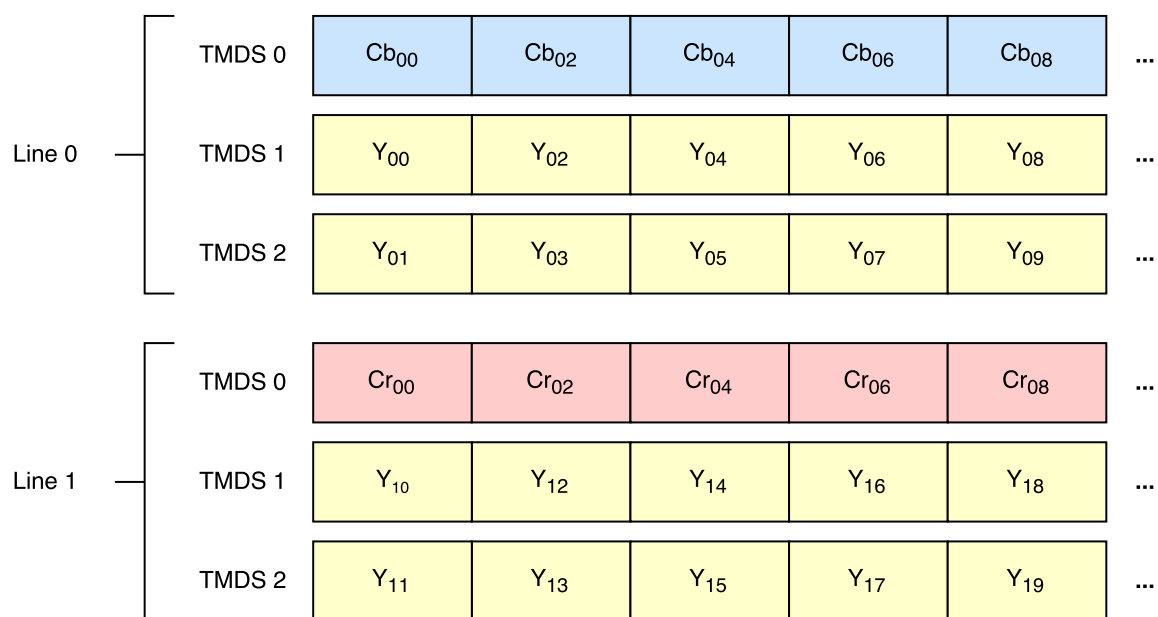 TMDS 0 Cb00 Cb02 Cb04 Cb06 Cb08 ...
Line 0 TMDS 1 Y00 Y02 Y04 Y06 Y08 ...
TMDS 2 Y01 Y03 Y05 Y07 Y09 ...
TMDS 0 Cr00 Cr02 Cr04 Cr06 Cr08 ...
Line 1 TMDS 1 Y10 Y12 Y14 Y16 Y18 ...
TMDS 2 Y11 Y13 Y15 Y17 Y19 ...